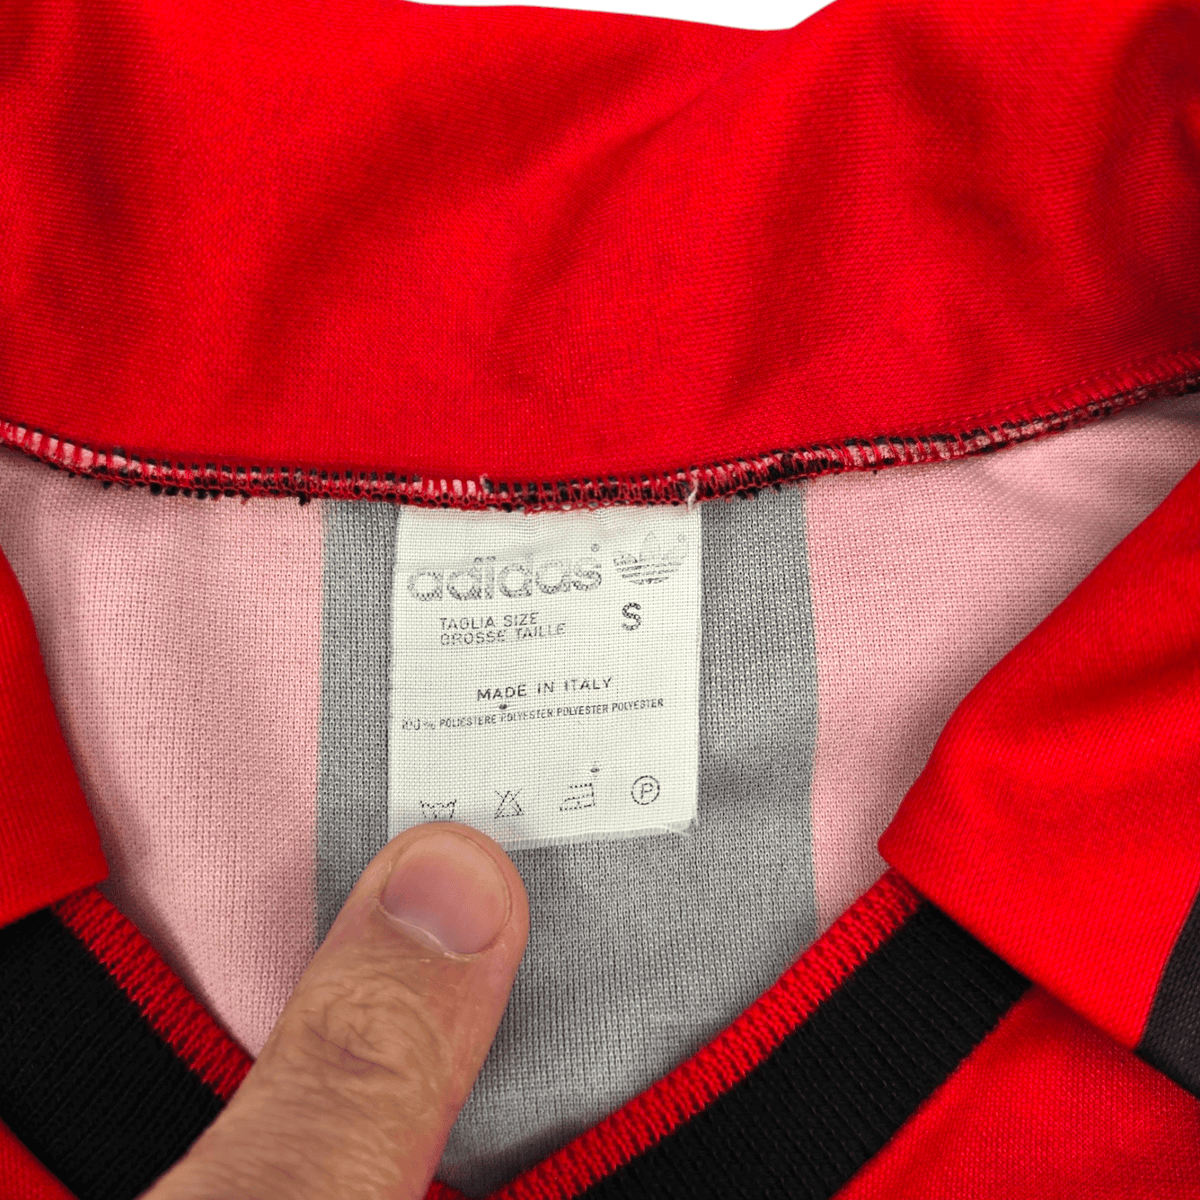 adidas
TAGLIA SIZE
GROSSE TAILLE
S
MADE IN ITALY
100% POLIESTERE POLYESTER POLYESTER POLYESTER
P